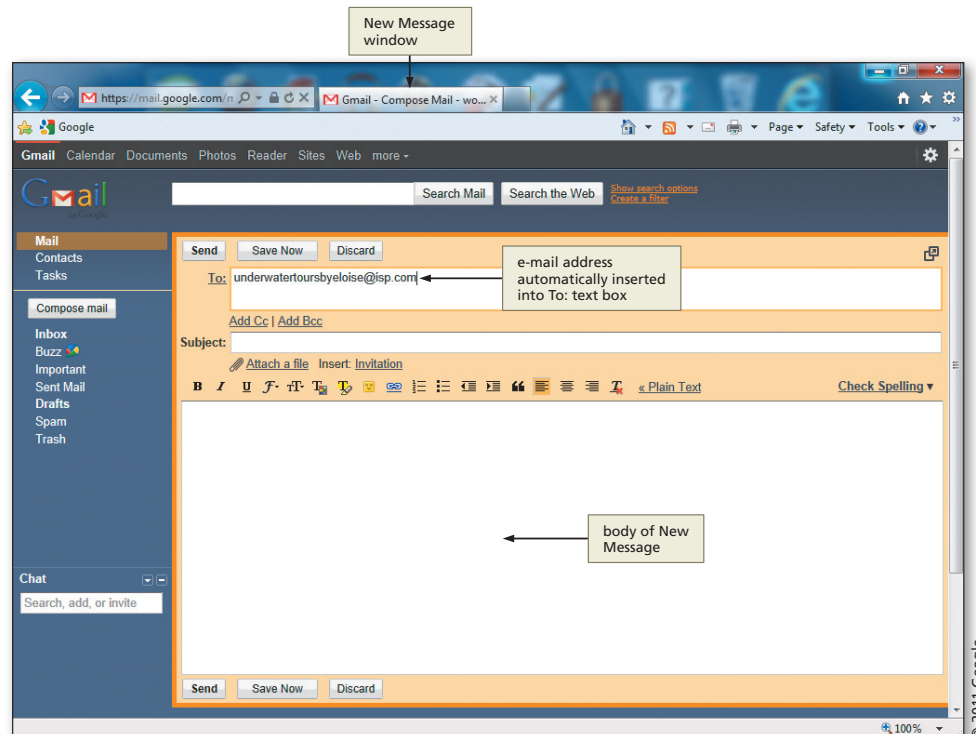 New Message
window
https://mail.google.com/n
Gmail - Compose Mail - wo...
Google
Page Safety Tools
Gmail Calendar Documents Photos Reader Sites Web more
Gmail
by Google
Search Mail Search the Web Show search options
Create a filter
Mail
Contacts
Tasks
Compose mail
Inbox
Buzz
Important
Sent Mail
Drafts
Spam
Trash
Chat
Search, add, or invite
Send Save Now Discard
To: underwatertoursbyeloise@isp.com
e-mail address
automatically inserted
into To: text box
Add Cc | Add Bcc
Subject:
Attach a file Insert: Invitation
B I U « Plain Text Check Spelling ▾
body of New
Message
Send Save Now Discard
100%
© 2011 Google